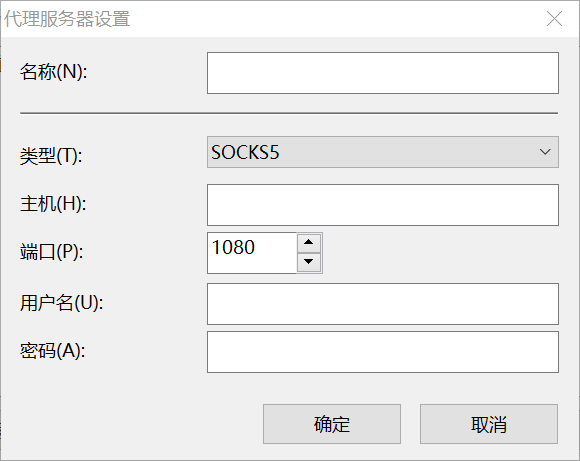 代理服务器设置
名称(N):
类型(T): SOCKS5
主机(H):
端口(P): 1080
用户名(U):
密码(A):
确定 取消